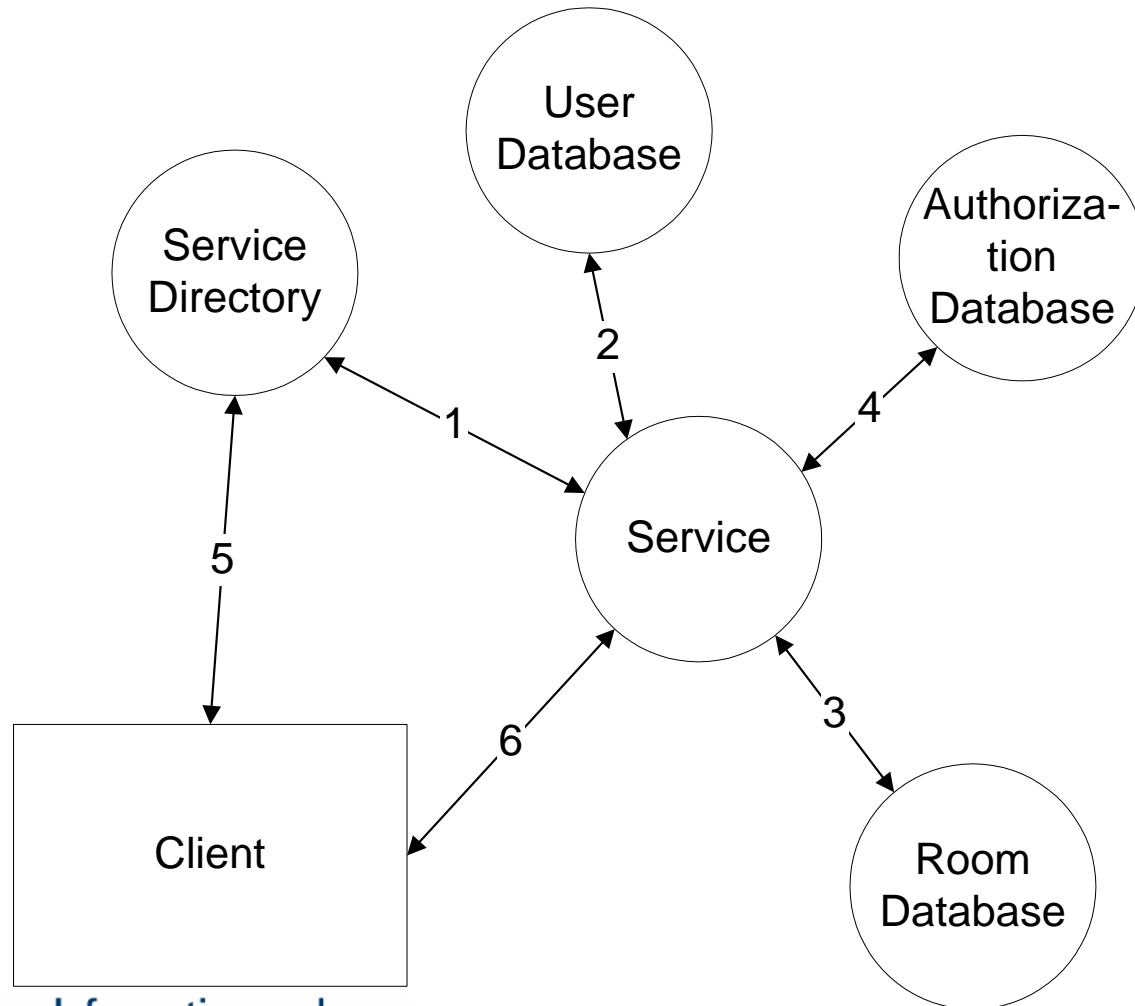 User
Database
Authoriza-
tion
Database
Service
Directory
2
4
1
Service
5
3
6
Client
Room
Database